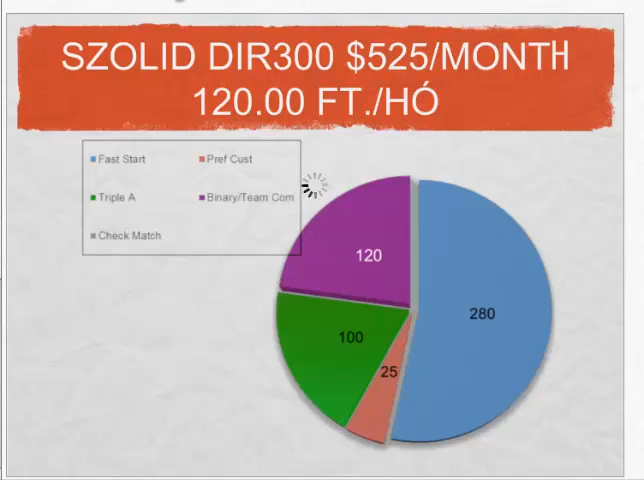 SZOLID DIR300 $525/MONTH
120.00 FT./HÓ
Fast Start
Pref Cust
Triple A
Binary/Team Com
Check Match
120
280
100
25